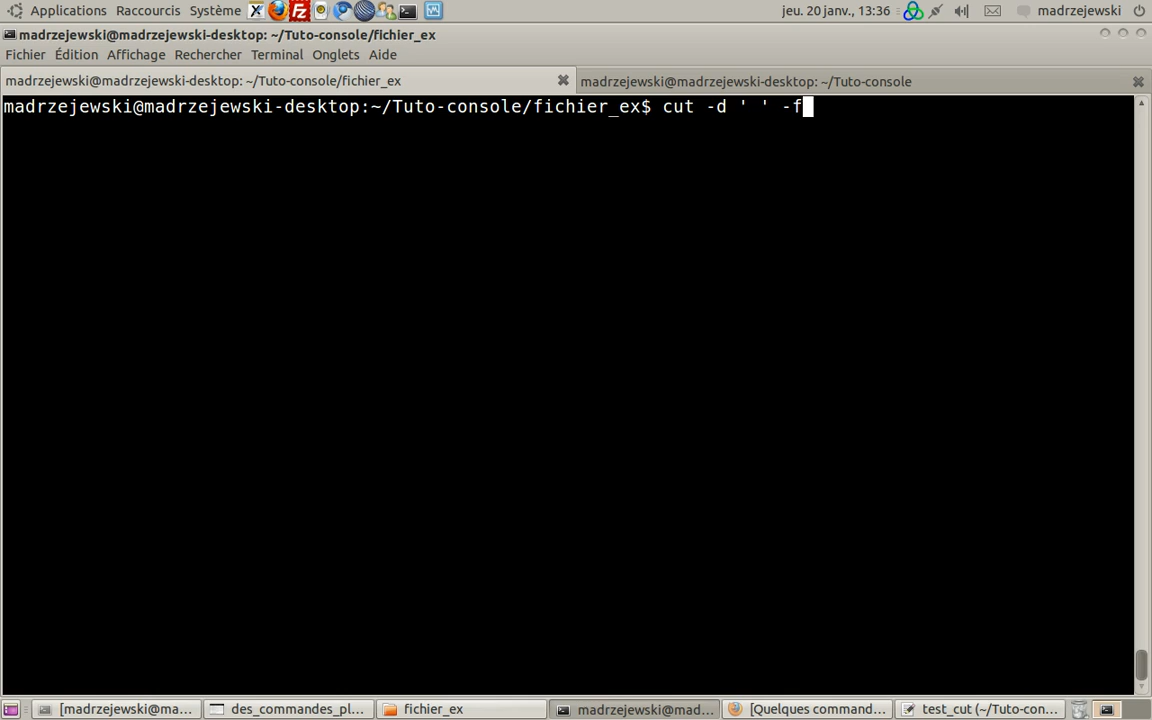 Applications Raccourcis Système jeu. 20 janv., 13:36 madrzejewski
madrzejewski@madrzejewski-desktop: ~/Tuto-console/fichier_ex
Fichier Édition Affichage Rechercher Terminal Onglets Aide
madrzejewski@madrzejewski-desktop: ~/Tuto-console/fichier_ex madrzejewski@madrzejewski-desktop: ~/Tuto-console
madrzejewski@madrzejewski-desktop:~/Tuto-console/fichier_ex$ cut -d ' ' -f
[madrzejewski@ma... des_commandes_pl... fichier_ex madrzejewski@mad... [Quelques command... test_cut (~/Tuto-con...